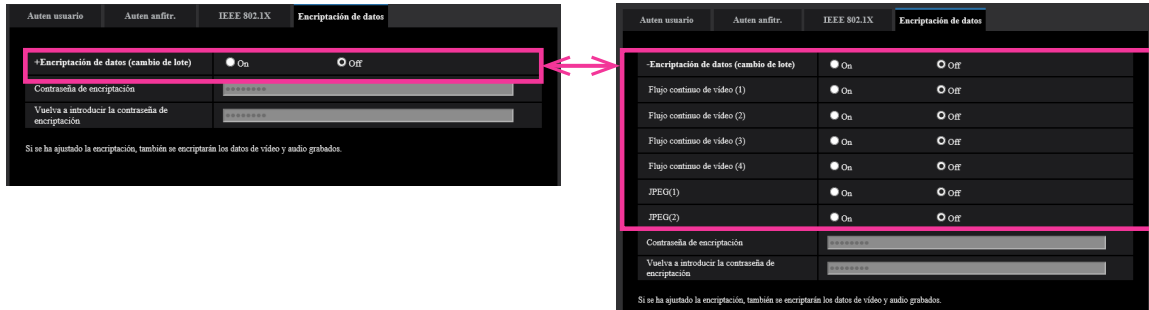 Auten usuario Auten anfitr. IEEE 802.1X Encriptación de datos
+Encriptación de datos (cambio de lote) On Off
Contraseña de encriptación ••••••••
Vuelva a introducir la contraseña de
encriptación ••••••••
Si se ha ajustado la encriptación, también se encriptarán los datos de vídeo y audio grabados.
Auten usuario Auten anfitr. IEEE 802.1X Encriptación de datos
-Encriptación de datos (cambio de lote) On Off
Flujo continuo de vídeo (1) On Off
Flujo continuo de vídeo (2) On Off
Flujo continuo de vídeo (3) On Off
Flujo continuo de vídeo (4) On Off
JPEG(1) On Off
JPEG(2) On Off
Contraseña de encriptación ••••••••
Vuelva a introducir la contraseña de
encriptación ••••••••
Si se ha ajustado la encriptación, también se encriptarán los datos de vídeo y audio grabados.